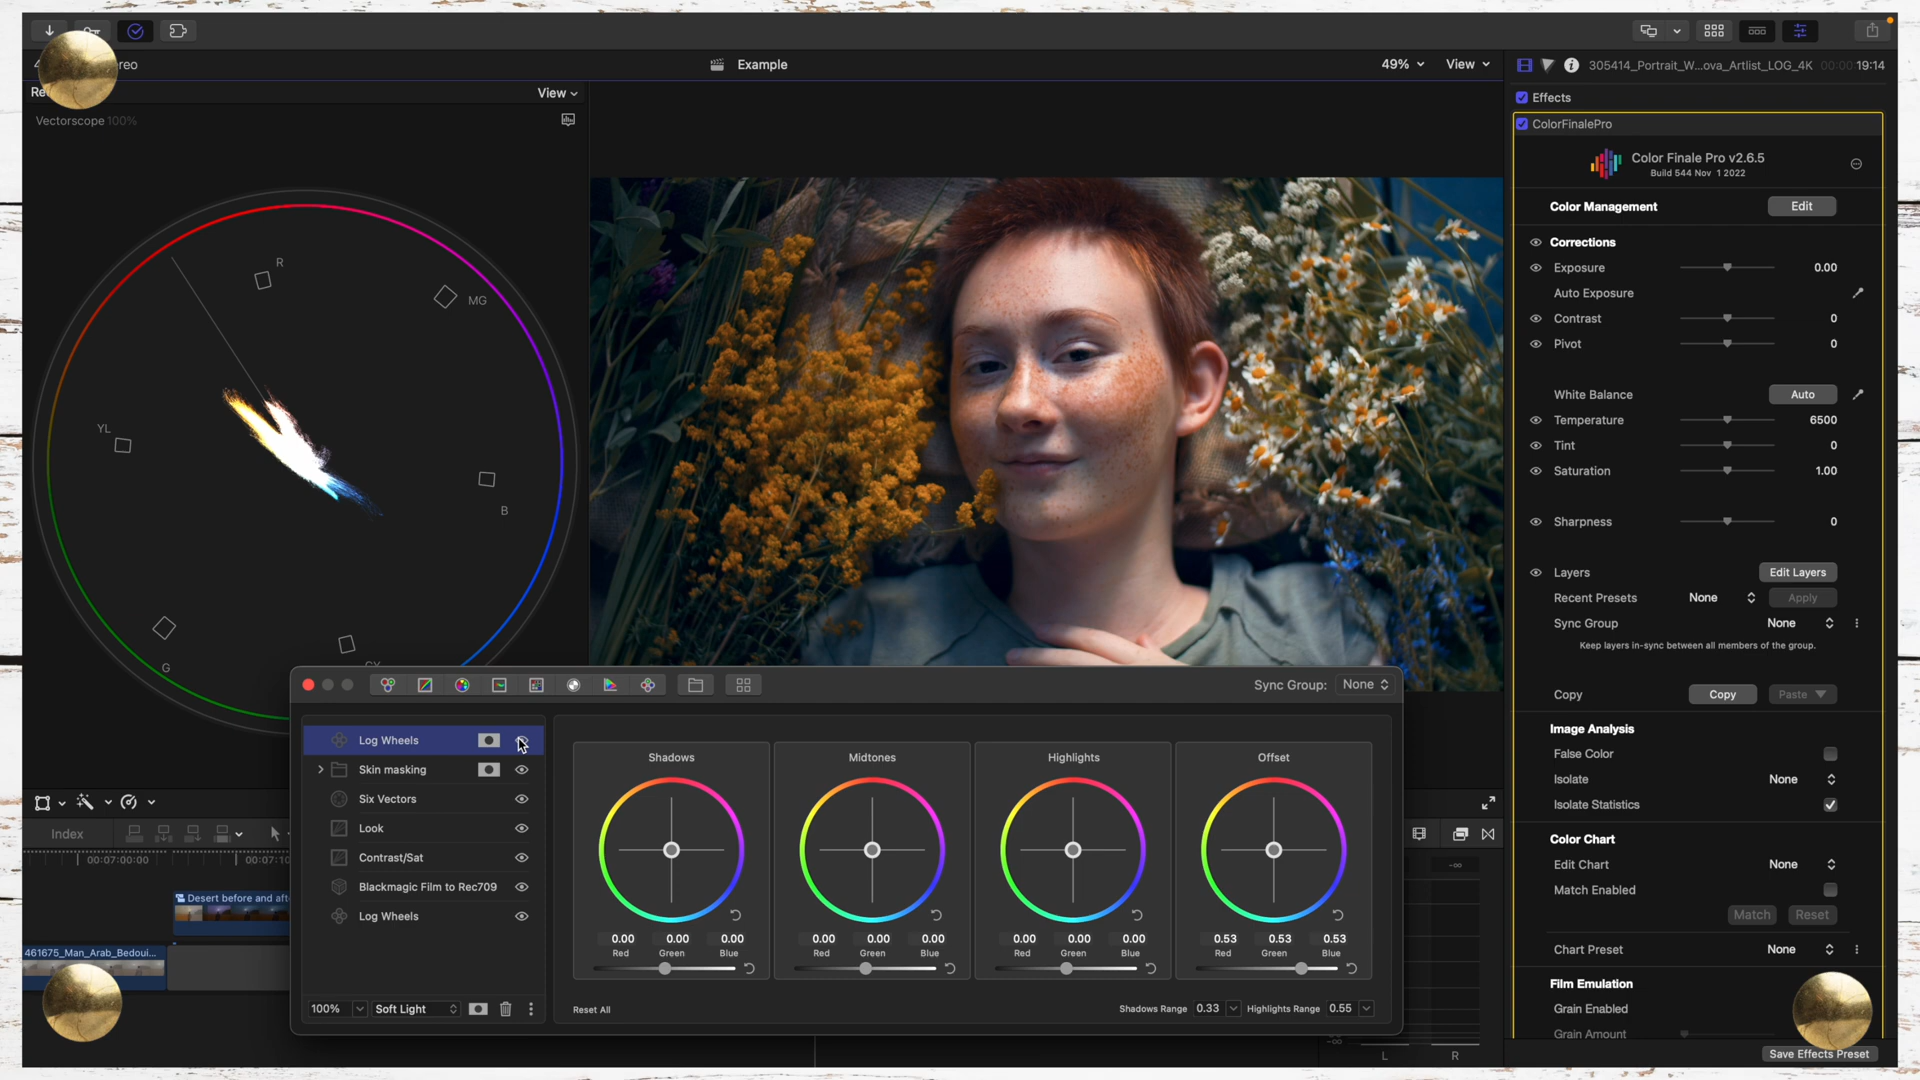 Example
49%
View
305414_Portrait_W...ova_Artlist_LOG_4K
00:00:19:14
View
Vectorscope 100%
R
MG
YL
B
G
Effects
ColorFinalePro
Color Finale Pro v2.6.5
Build 544 Nov 1 2022
Color Management
Edit
Corrections
Exposure
0.00
Auto Exposure
Contrast
0
Pivot
0
White Balance
Auto
Temperature
6500
Tint
0
Saturation
1.00
Sharpness
0
Layers
Edit Layers
Recent Presets
None
Apply
Sync Group
None
Keep layers in-sync between all members of the group.
Copy
Copy
Paste
Image Analysis
False Color
Isolate
None
Isolate Statistics
Color Chart
Edit Chart
None
Match Enabled
Match
Reset
Chart Preset
None
Film Emulation
Grain Enabled
Grain Amount
Save Effects Preset
Sync Group:
None
Log Wheels
Skin masking
Six Vectors
Look
Contrast/Sat
Blackmagic Film to Rec709
Log Wheels
100%
Soft Light
Shadows
Midtones
Highlights
Offset
0.00 0.00 0.00
Red Green Blue
0.00 0.00 0.00
Red Green Blue
0.00 0.00 0.00
Red Green Blue
0.53 0.53 0.53
Red Green Blue
Reset All
Shadows Range 0.33
Highlights Range 0.55
Index
00:07:00:00
00:07:10
Desert before and aft
461675_Man_Arab_Bedoui...
-∞
-∞
L
R